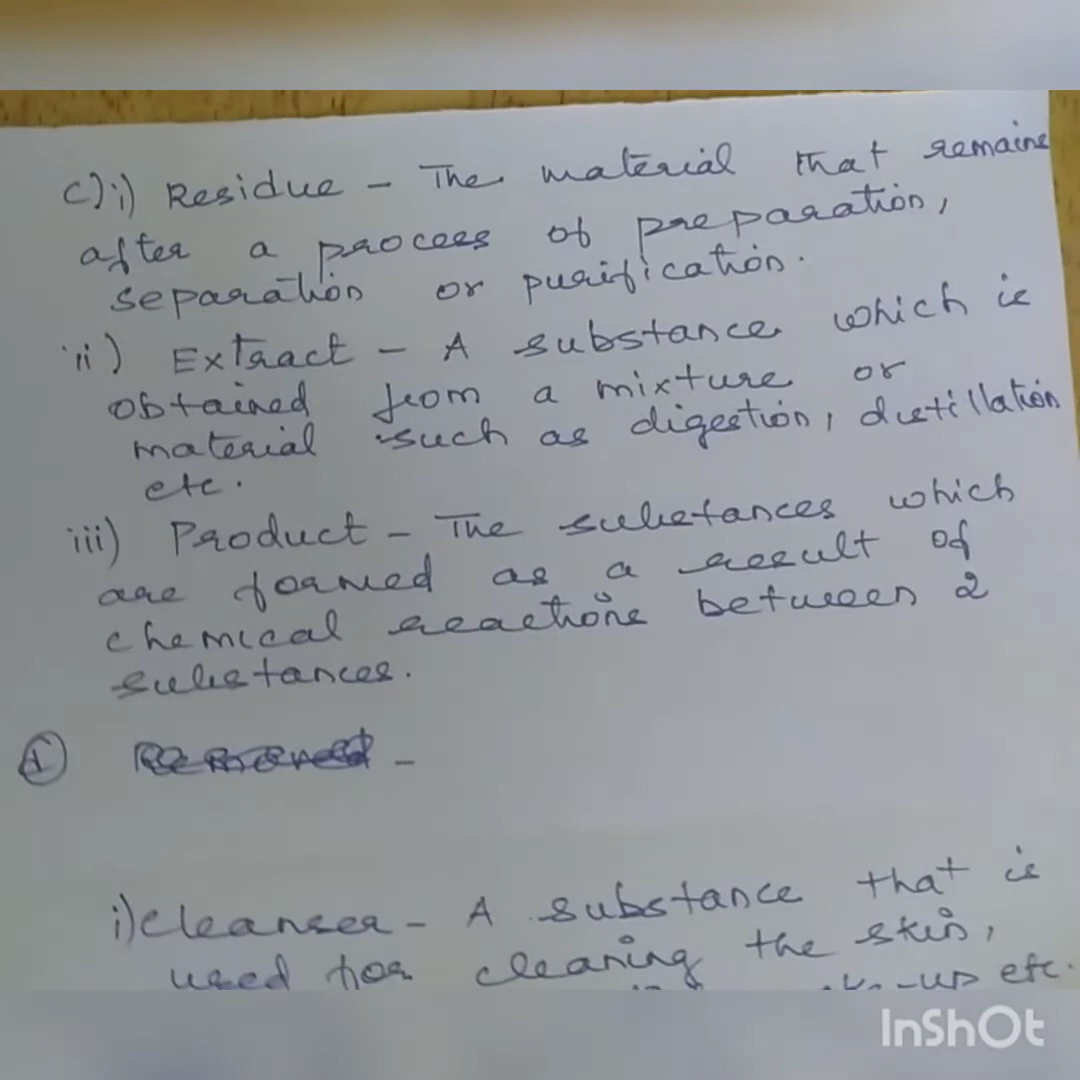 c) i) Residue - The material that remains
after a process of preparation,
separation or purification.
ii) Extract - A substance which is
obtained from a mixture or
material such as digestion, distillation
etc.
iii) Product - The substances which
are formed as a result of
chemical reactions between 2
substances.
i) Cleanser - A substance that is
used for cleaning the skin,
-up etc.
InShOt